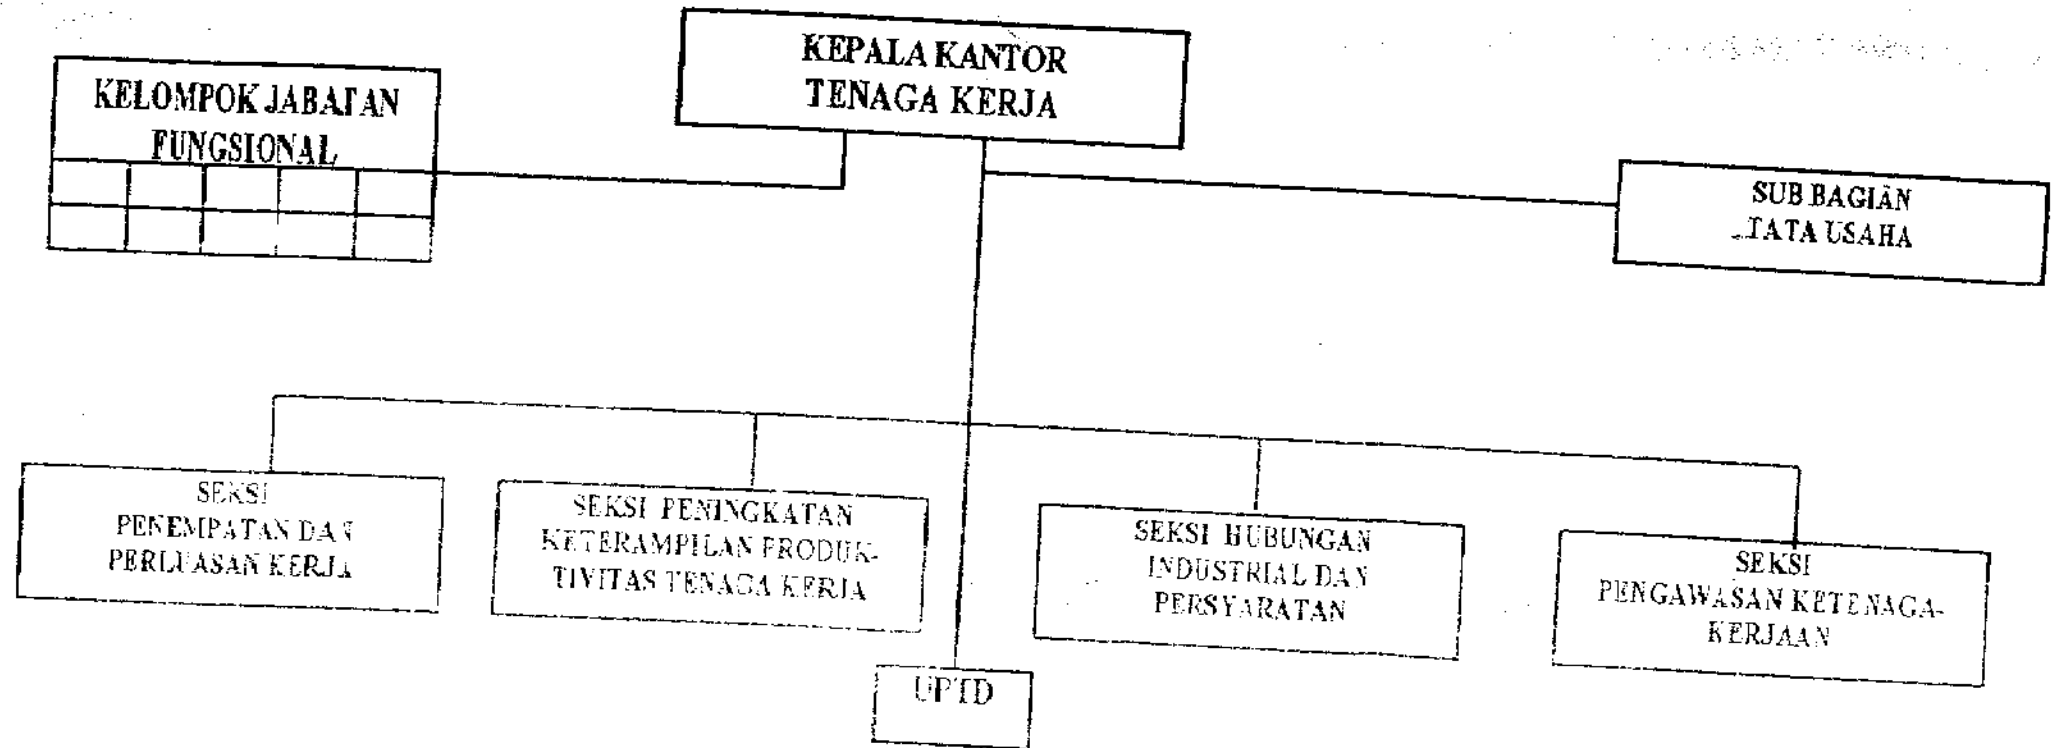 KEPALA KANTOR
TENAGA KERJA
KELOMPOK JABATAN
FUNGSIONAL
SUB BAGIAN
TATA USAHA
SEKSI
PENEMPATAN DAN
PERLUASAN KERJA
SEKSI PENINGKATAN
KETERAMPILAN PRODUK-
TIVITAS TENAGA KERJA
SEKSI HUBUNGAN
INDUSTRIAL DAN
PERSYARATAN
SEKSI
PENGAWASAN KETENAGA-
KERJAAN
UPTD